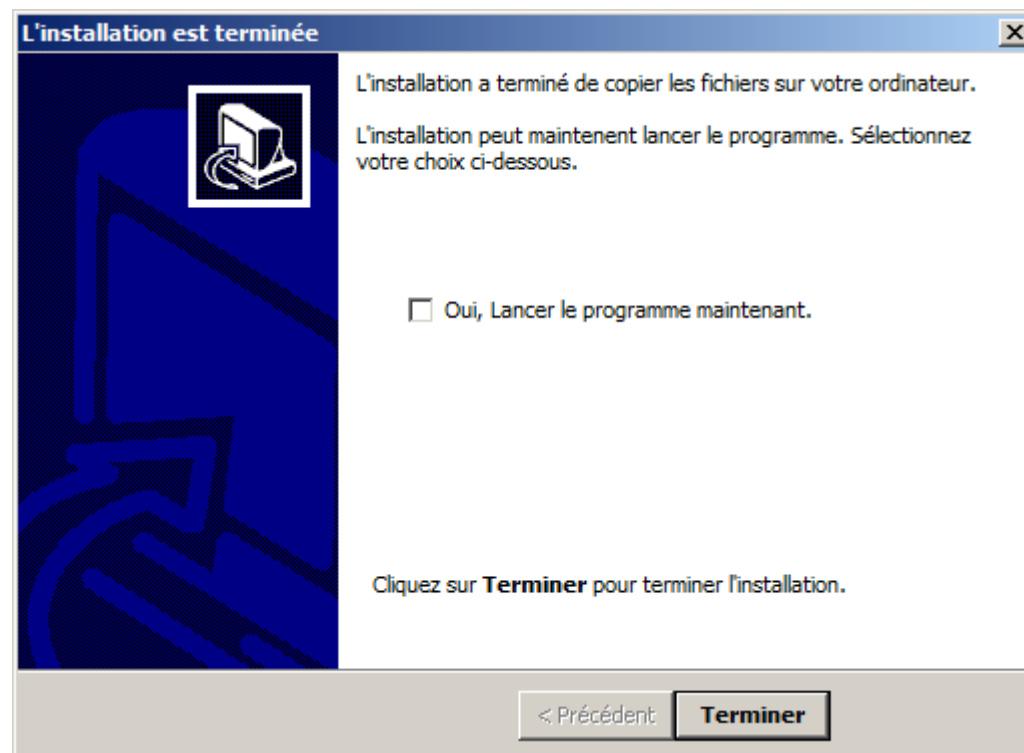 L'installation est terminée
L'installation a terminé de copier les fichiers sur votre ordinateur.
L'installation peut maintenent lancer le programme. Sélectionnez
votre choix ci-dessous.
Oui, Lancer le programme maintenant.
Cliquez sur Terminer pour terminer l'installation.
< Précédent
Terminer